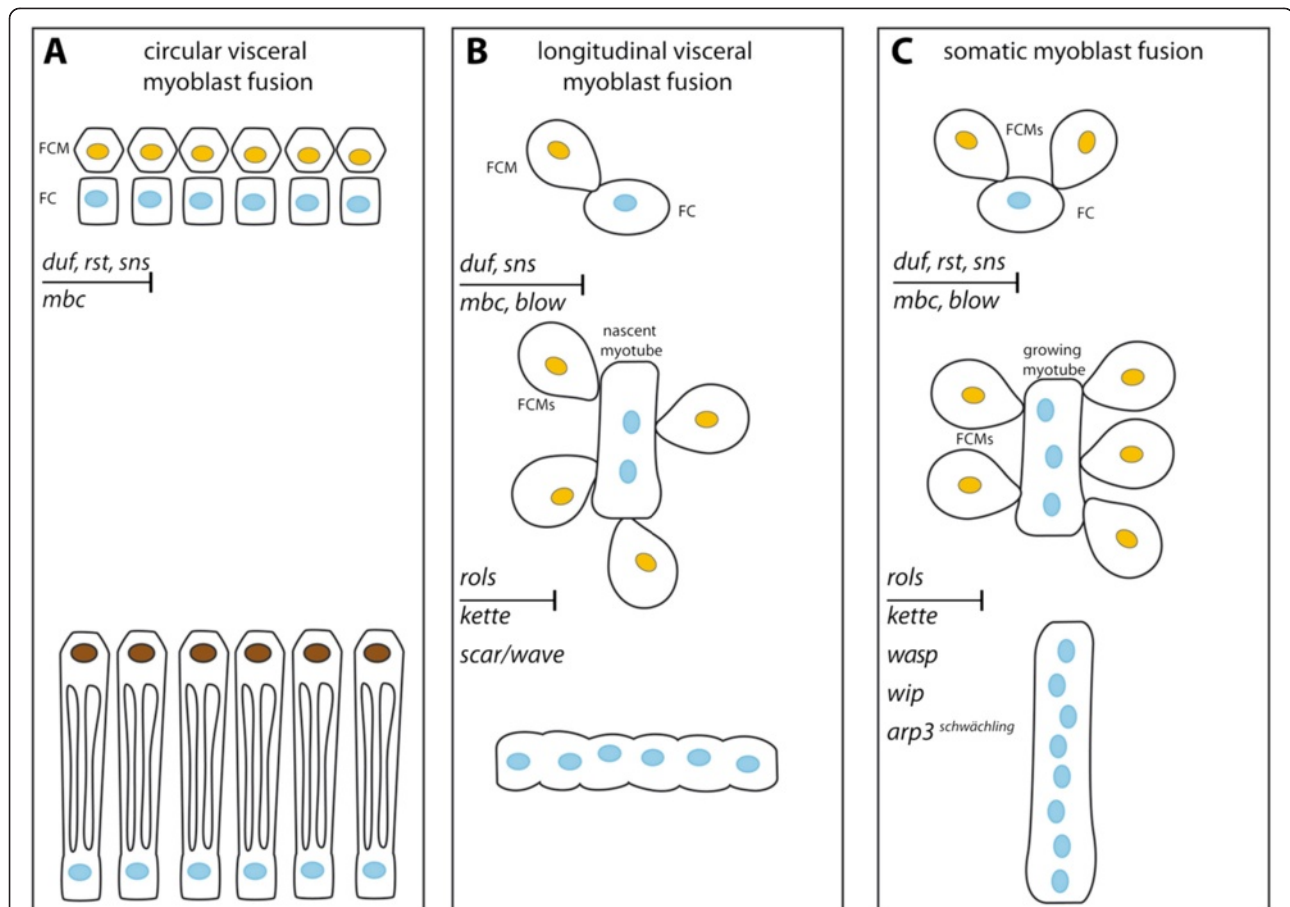 A
circular visceral
myoblast fusion
FCM
FC
duf, rst, sns
mbc
B
longitudinal visceral
myoblast fusion
FCM
FC
duf, sns
mbc, blow
nascent
myotube
FCMs
rols
kette
scar/wave
C
somatic myoblast fusion
FCMs
FC
duf, rst, sns
mbc, blow
growing
myotube
FCMs
rols
kette
wasp
wip
arp3 schwächling